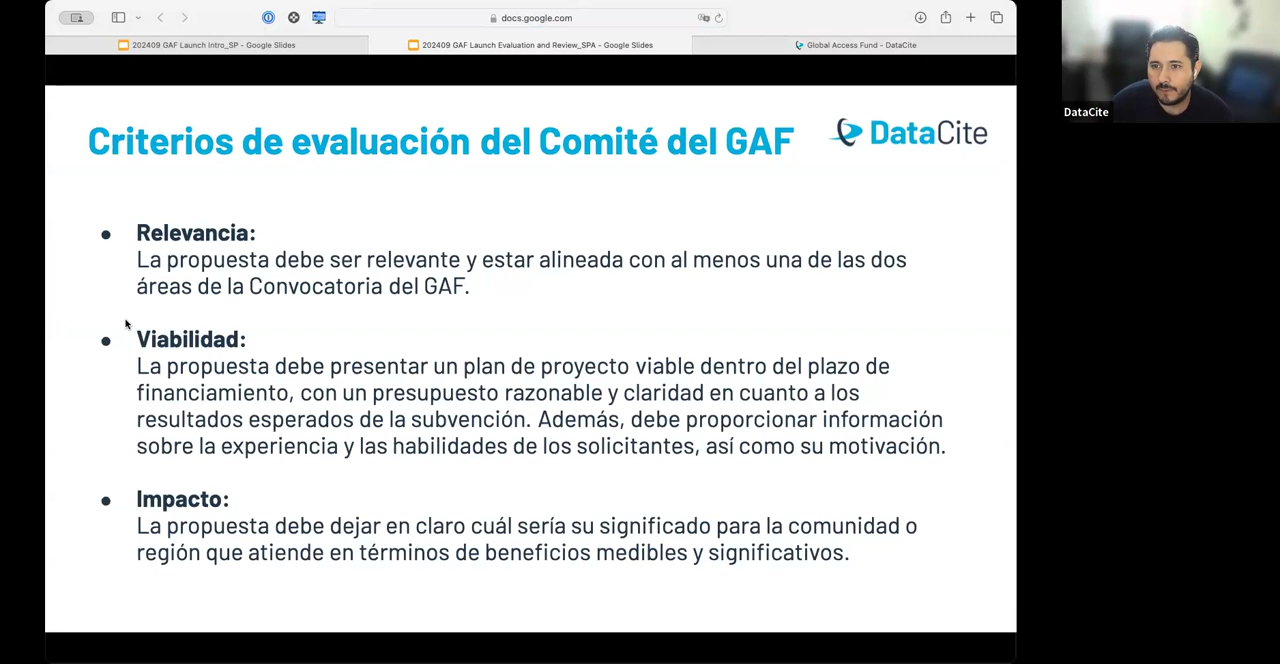 docs.google.com
202409 GAF Launch Intro_SP - Google Slides
202409 GAF Launch Evaluation and Review_SPA - Google Slides
Global Access Fund - DataCite
Criterios de evaluación del Comité del GAF
DataCite
DataCite
● Relevancia:
La propuesta debe ser relevante y estar alineada con al menos una de las dos
áreas de la Convocatoria del GAF.
● Viabilidad:
La propuesta debe presentar un plan de proyecto viable dentro del plazo de
financiamiento, con un presupuesto razonable y claridad en cuanto a los
resultados esperados de la subvención. Además, debe proporcionar información
sobre la experiencia y las habilidades de los solicitantes, así como su motivación.
● Impacto:
La propuesta debe dejar en claro cuál sería su significado para la comunidad o
región que atiende en términos de beneficios medibles y significativos.